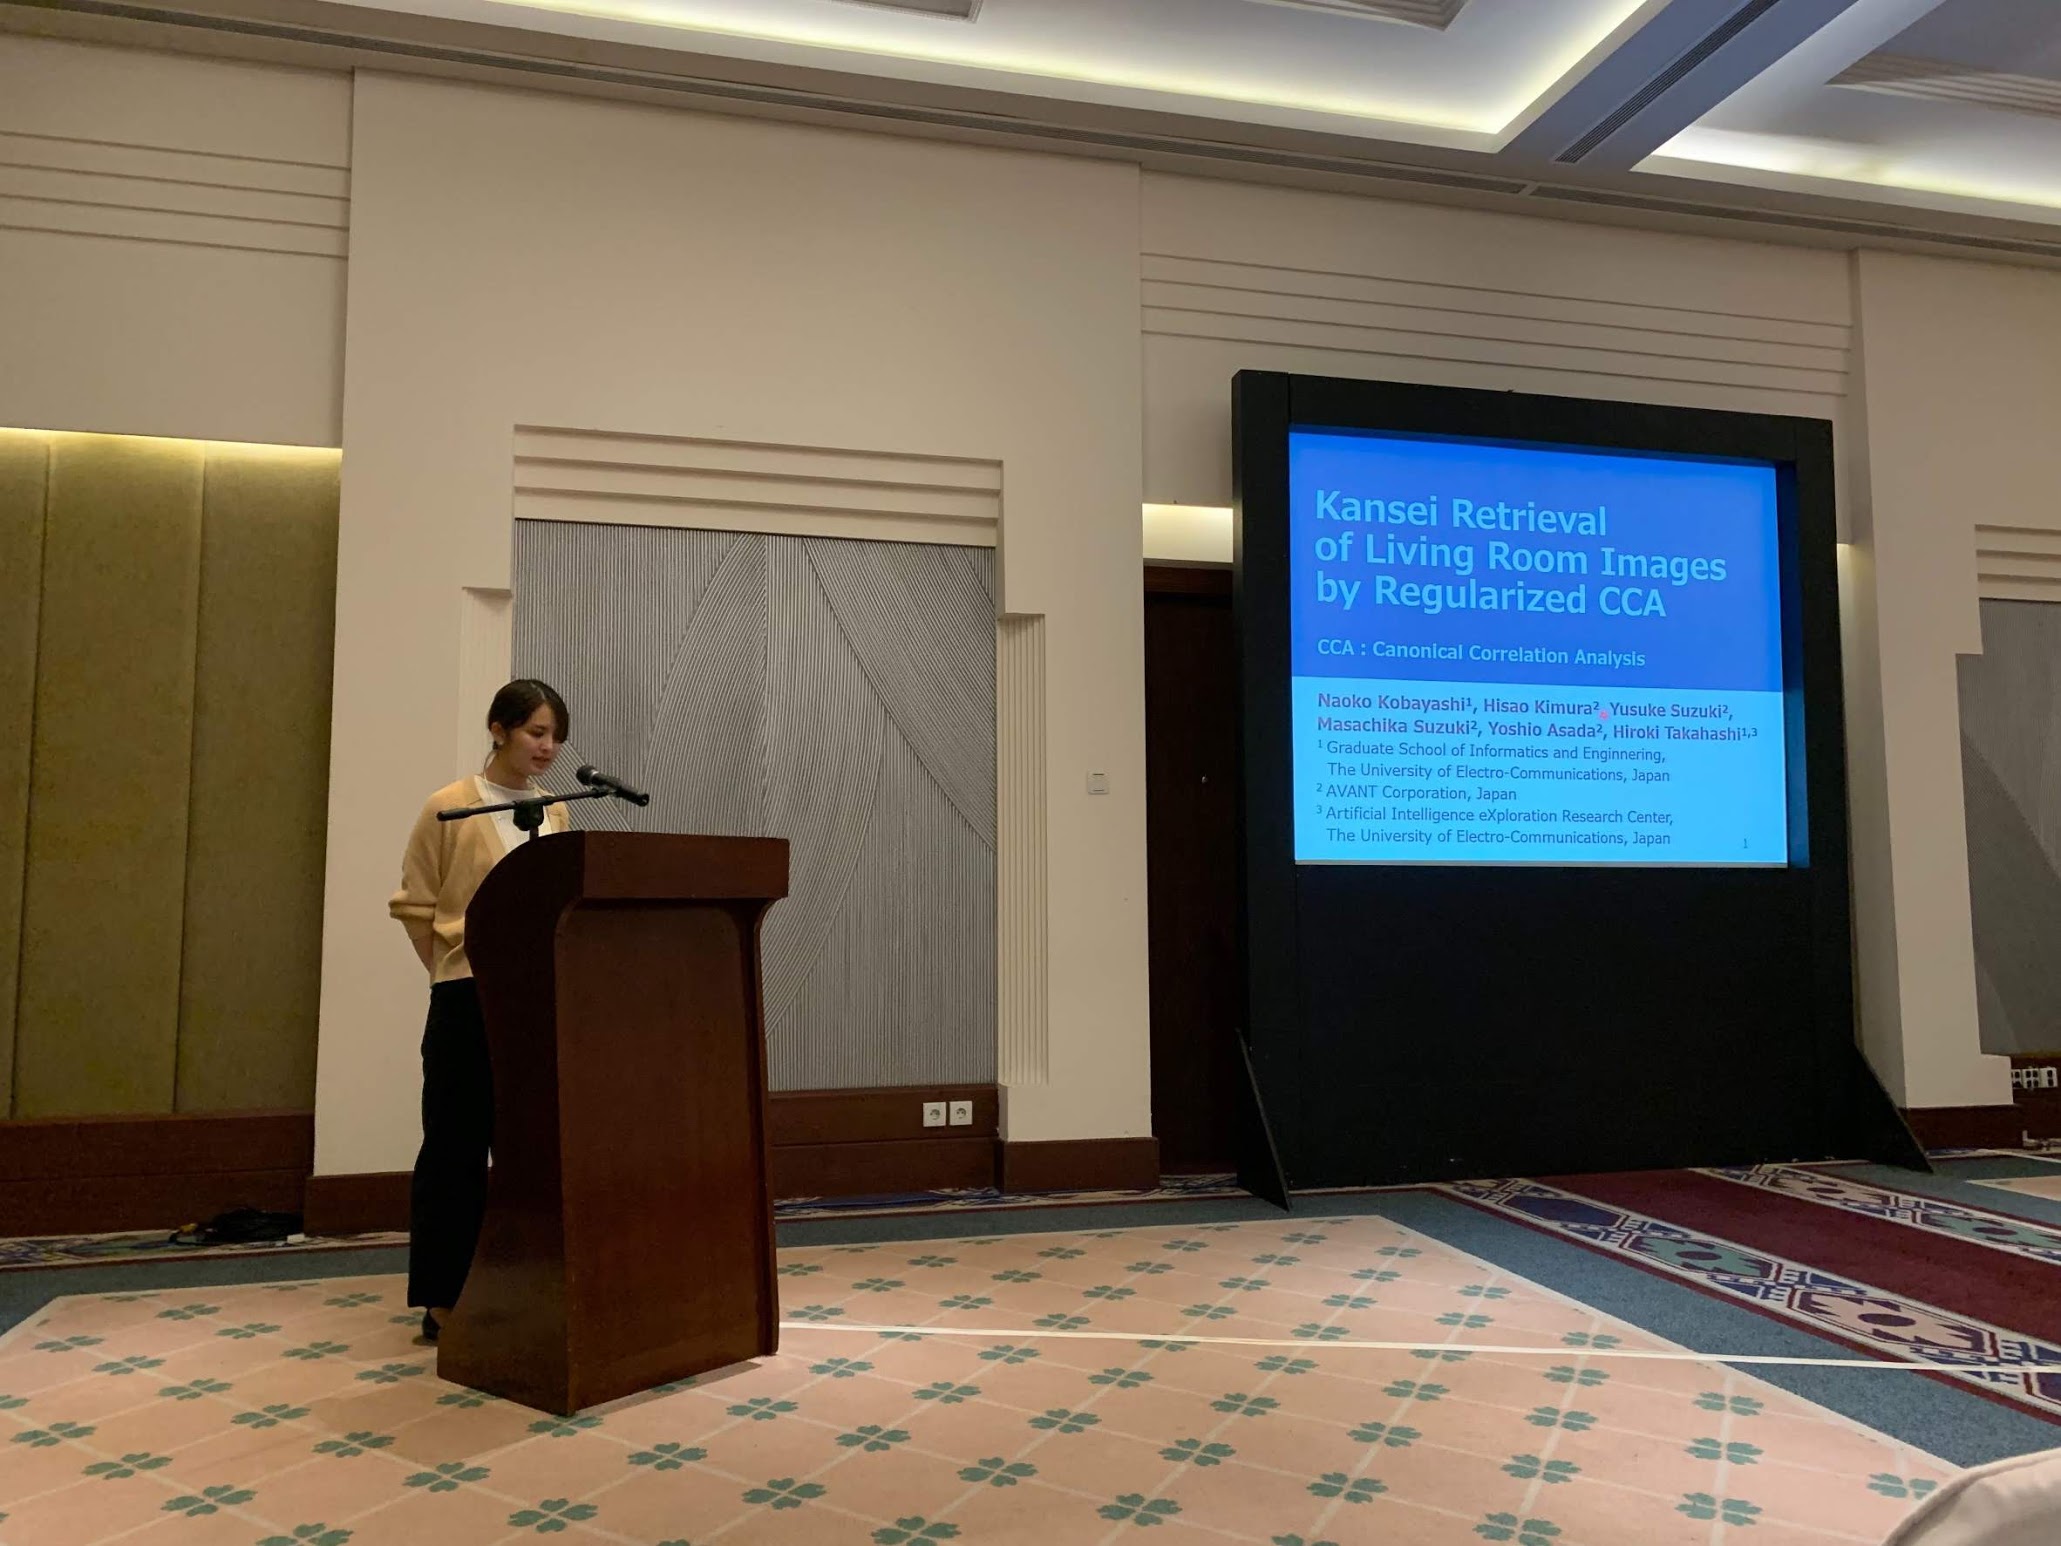 Kansei Retrieval
of Living Room Images
by Regularized CCA
CCA : Canonical Correlation Analysis
Naoko Kobayashi¹, Hisao Kimura², Yusuke Suzuki²,
Masachika Suzuki², Yoshio Asada², Hiroki Takahashi¹,³
¹ Graduate School of Informatics and Enginnering,
The University of Electro-Communications, Japan
² AVANT Corporation, Japan
³ Artificial Intelligence eXploration Research Center,
The University of Electro-Communications, Japan
1